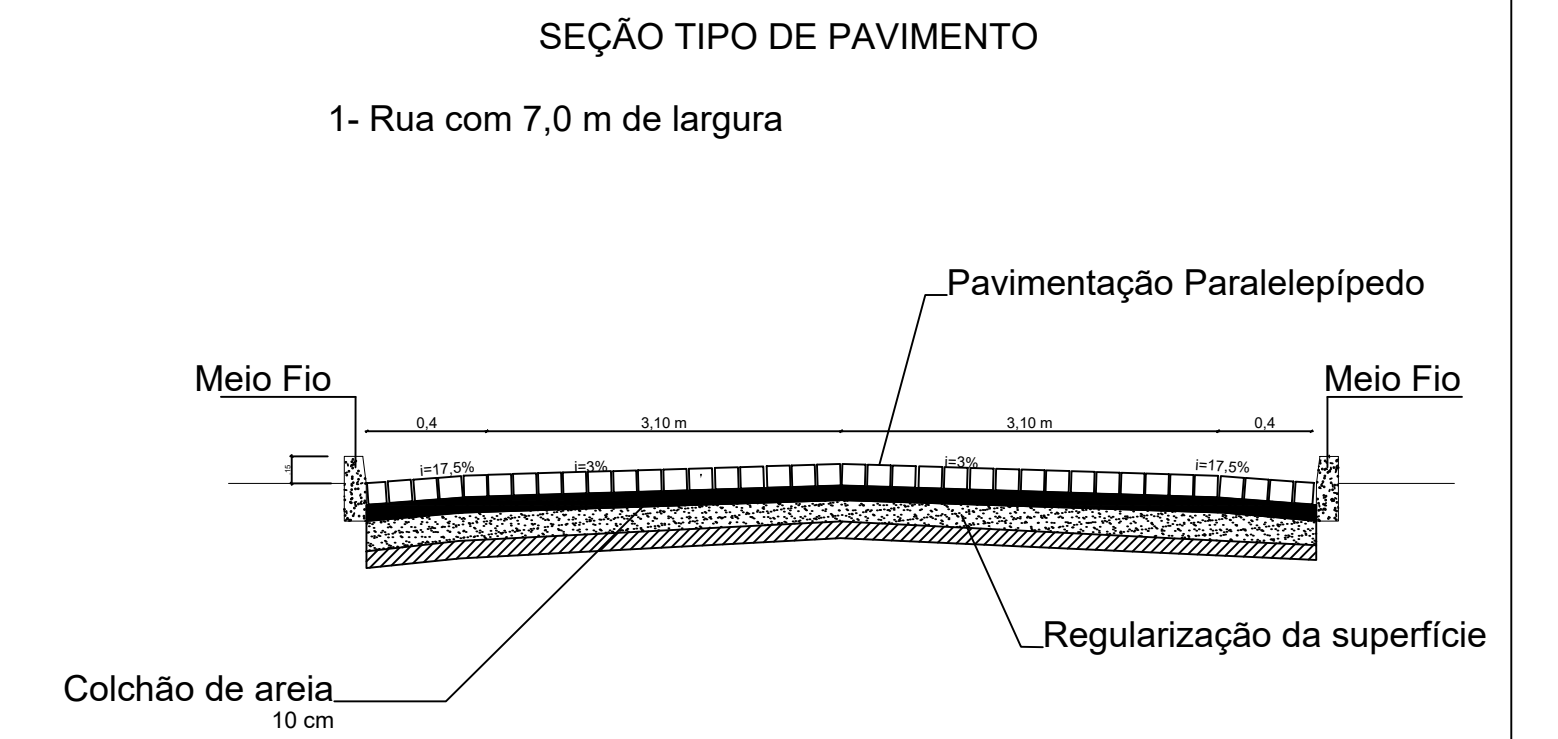 SEÇÃO TIPO DE PAVIMENTO
1- Rua com 7,0 m de largura
Pavimentação Paralelepípedo
Meio Fio
Meio Fio
0,4
3,10 m
3,10 m
0,4
15
i=17,5%
i=3%
i=3%
i=17,5%
Regularização da superfície
Colchão de areia
10 cm